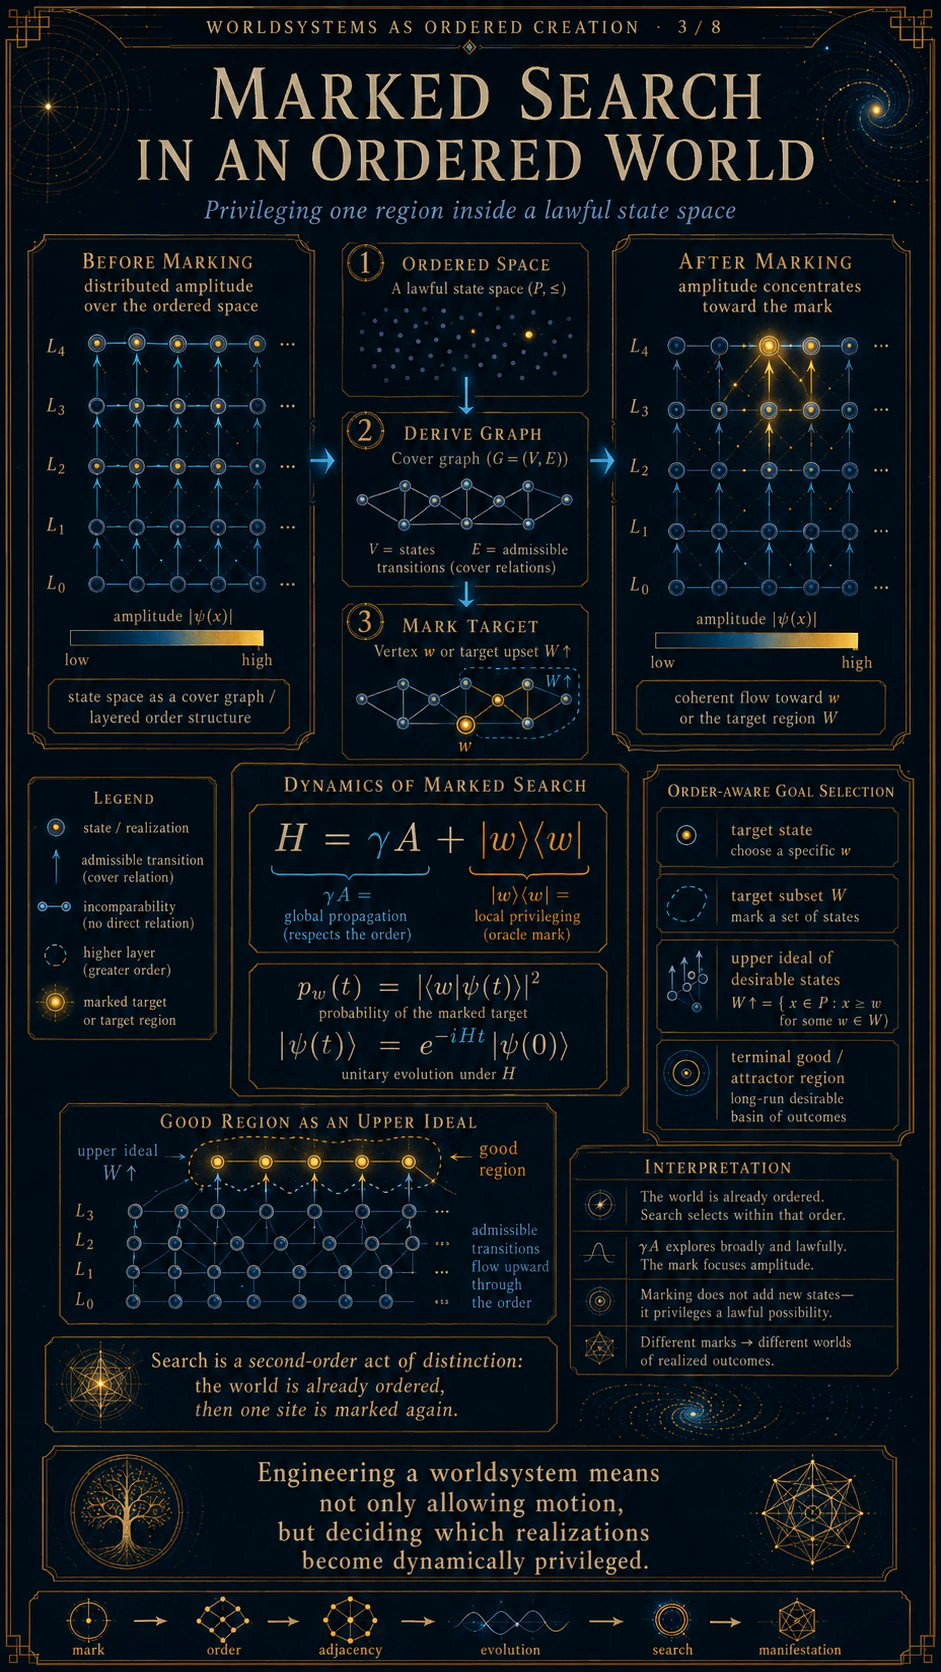 WORLDSYSTEMS AS ORDERED CREATION · 3 / 8
MARKED SEARCH
IN AN ORDERED WORLD
Privileging one region inside a lawful state space
BEFORE MARKING
distributed amplitude
over the ordered space
L₄ ...
L₃ ...
L₂ ...
L₁ ...
L₀ ...
amplitude |ψ(x)|
low high
state space as a cover graph /
layered order structure
1 ORDERED SPACE
A lawful state space (P, ≤)
2 DERIVE GRAPH
Cover graph (G = (V, E))
V = states E = admissible
transitions (cover relations)
3 MARK TARGET
Vertex w or target upset W ↑
W ↑
w
AFTER MARKING
amplitude concentrates
toward the mark
L₄ ...
L₃ ...
L₂ ...
L₁ ...
L₀ ...
amplitude |ψ(x)|
low high
coherent flow toward w
or the target region W
LEGEND
state / realization
admissible transition
(cover relation)
incomparability
(no direct relation)
higher layer
(greater order)
marked target
or target region
DYNAMICS OF MARKED SEARCH
H = γA + |w⟩⟨w|
γA =
global propagation
(respects the order)
|w⟩⟨w| =
local privileging
(oracle mark)
p_w(t) = |⟨w|ψ(t)⟩|²
probability of the marked target
|ψ(t)⟩ = e^{-iHt} |ψ(0)⟩
unitary evolution under H
ORDER-AWARE GOAL SELECTION
target state
choose a specific w
target subset W
mark a set of states
upper ideal of
desirable states
W ↑ = { x ∈ P : x ≥ w
for some w ∈ W)
terminal good /
attractor region
long-run desirable
basin of outcomes
GOOD REGION AS AN UPPER IDEAL
upper ideal
W ↑
good
region
L₃ ...
L₂ ...
L₁ ...
L₀ ...
admissible
transitions
flow upward
through
the order
INTERPRETATION
The world is already ordered.
Search selects within that order.
γA explores broadly and lawfully.
The mark focuses amplitude.
Marking does not add new states—
it privileges a lawful possibility.
Different marks → different worlds
of realized outcomes.
Search is a second-order act of distinction:
the world is already ordered,
then one site is marked again.
Engineering a worldsystem means
not only allowing motion,
but deciding which realizations
become dynamically privileged.
mark → order → adjacency → evolution → search → manifestation